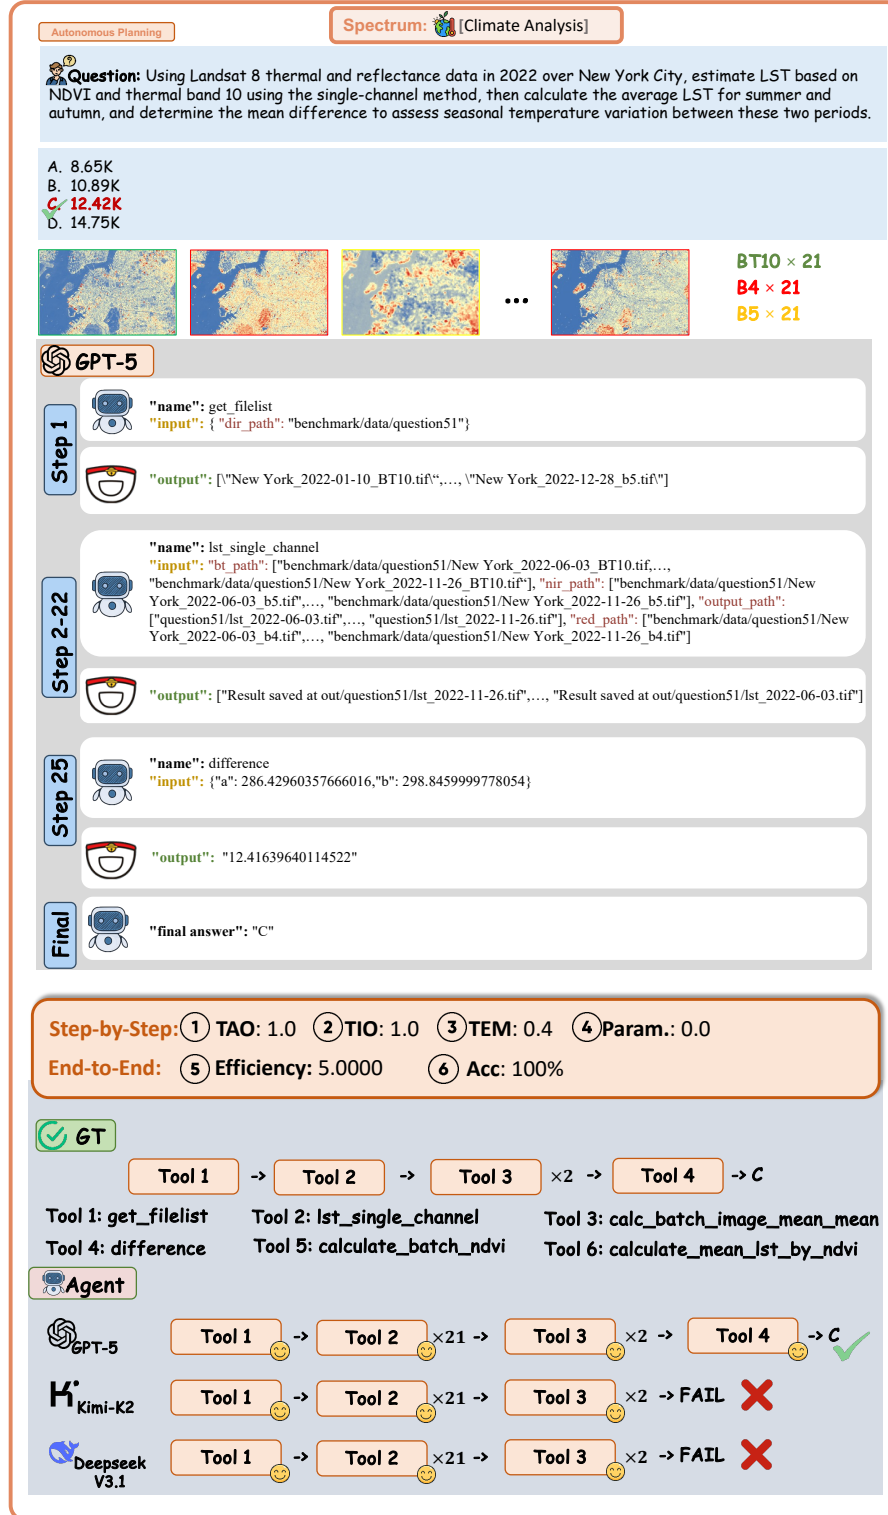 Autonomous Planning
Spectrum: [Climate Analysis]
Question: Using Landsat 8 thermal and reflectance data in 2022 over New York City, estimate LST based on
NDVI and thermal band 10 using the single-channel method, then calculate the average LST for summer and
autumn, and determine the mean difference to assess seasonal temperature variation between these two periods.
A. 8.65K
B. 10.89K
C. 12.42K
D. 14.75K
...
BT10 × 21
B4 × 21
B5 × 21
GPT-5
Step 1
"name": get_filelist
"input": { "dir_path": "benchmark/data/question51"}
"output": [\"New York_2022-01-10_BT10.tif\“,…, \"New York_2022-12-28_b5.tif\"]
Step 2-22
"name": lst_single_channel
"input": "bt_path": ["benchmark/data/question51/New York_2022-06-03_BT10.tif,…,
"benchmark/data/question51/New York_2022-11-26_BT10.tif“], "nir_path": ["benchmark/data/question51/New
York_2022-06-03_b5.tif",…, "benchmark/data/question51/New York_2022-11-26_b5.tif"], "output_path":
["question51/lst_2022-06-03.tif",…, "question51/lst_2022-11-26.tif"], "red_path": ["benchmark/data/question51/New
York_2022-06-03_b4.tif",…, "benchmark/data/question51/New York_2022-11-26_b4.tif"]
"output": ["Result saved at out/question51/lst_2022-11-26.tif",…, "Result saved at out/question51/lst_2022-06-03.tif"]
Step 25
"name": difference
"input": {"a": 286.42960357666016,"b": 298.8459999778054}
"output": "12.41639640114522"
Final
"final answer": "C"
Step-by-Step: 1 TAO: 1.0 2 TIO: 1.0 3 TEM: 0.4 4 Param.: 0.0
End-to-End: 5 Efficiency: 5.0000 6 Acc: 100%
GT
Tool 1 -> Tool 2 -> Tool 3 ×2 -> Tool 4 -> C
Tool 1: get_filelist Tool 2: lst_single_channel Tool 3: calc_batch_image_mean_mean
Tool 4: difference Tool 5: calculate_batch_ndvi Tool 6: calculate_mean_lst_by_ndvi
Agent
GPT-5 Tool 1 -> Tool 2 ×21 -> Tool 3 ×2 -> Tool 4 -> C
Kimi-K2 Tool 1 -> Tool 2 ×21 -> Tool 3 ×2 -> FAIL
Deepseek V3.1 Tool 1 -> Tool 2 ×21 -> Tool 3 ×2 -> FAIL